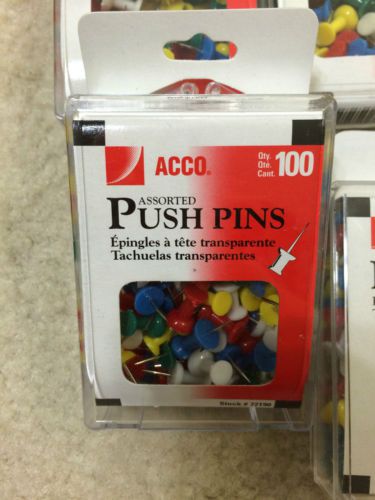 ACCO®
Qty.
Qté.
Cant.
100
ASSORTED
PUSH PINS
Épingles à tête transparente
Tachuelas transparentes